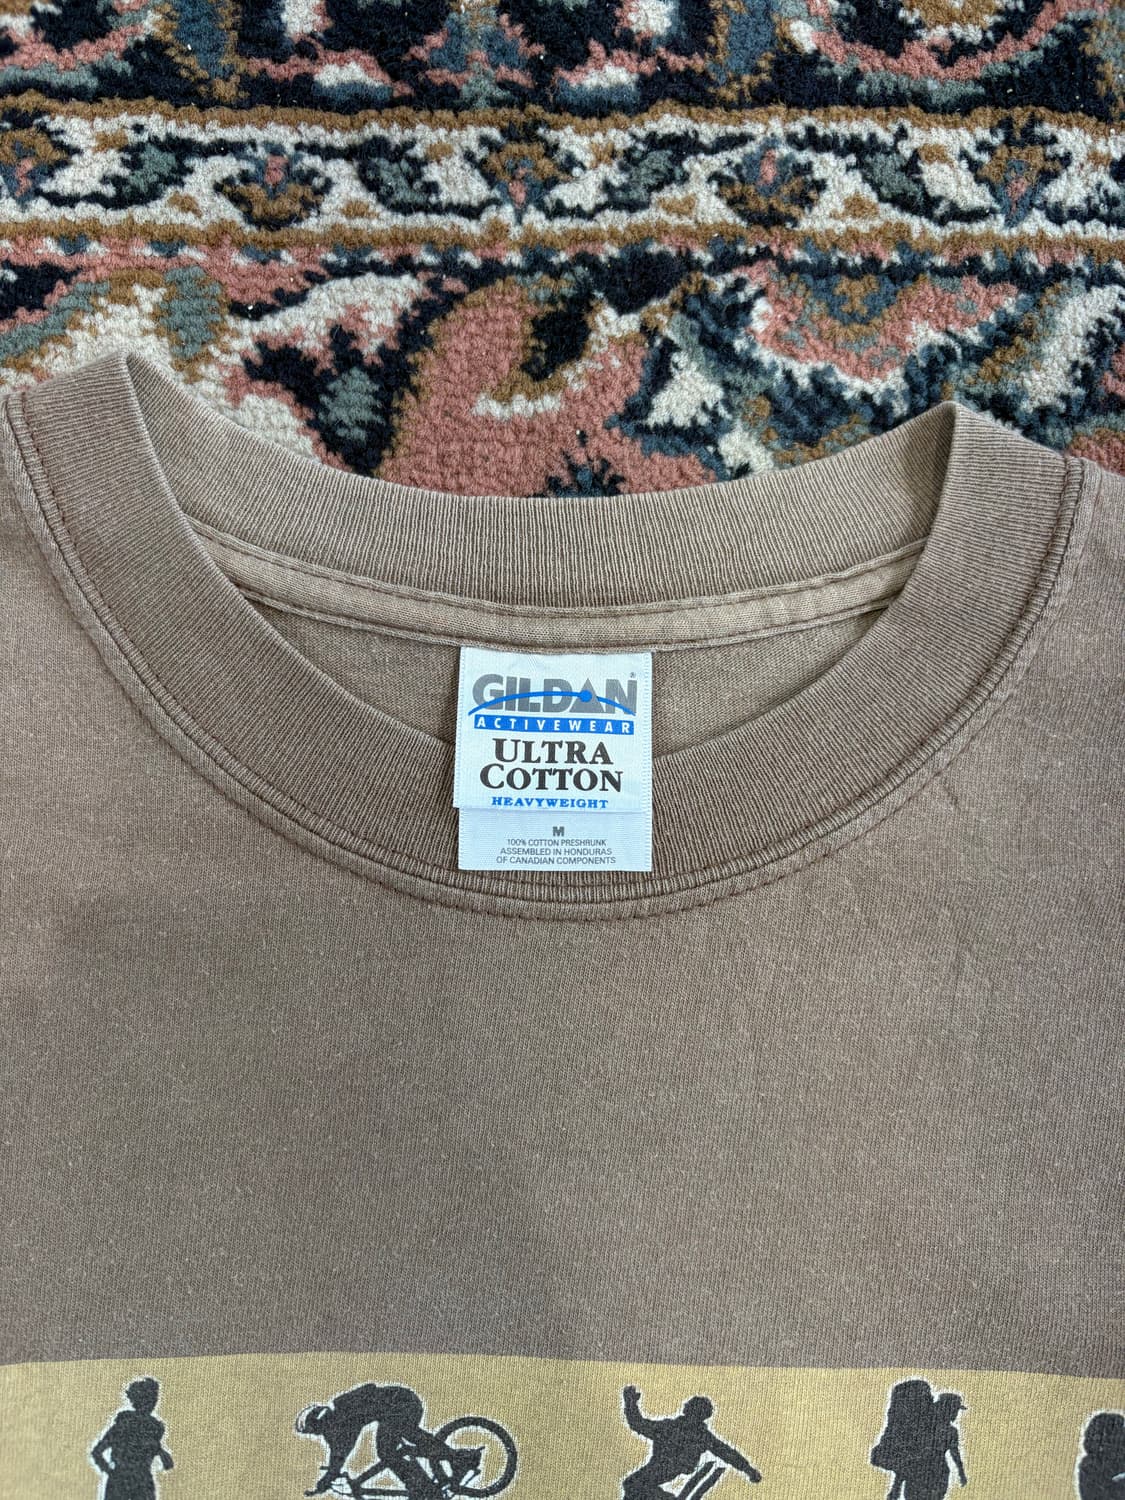 GILDAN®
ACTIVEWEAR
ULTRA
COTTON
HEAVYWEIGHT
M
100% COTTON PRESHRUNK
ASSEMBLED IN HONDURAS
OF CANADIAN COMPONENTS